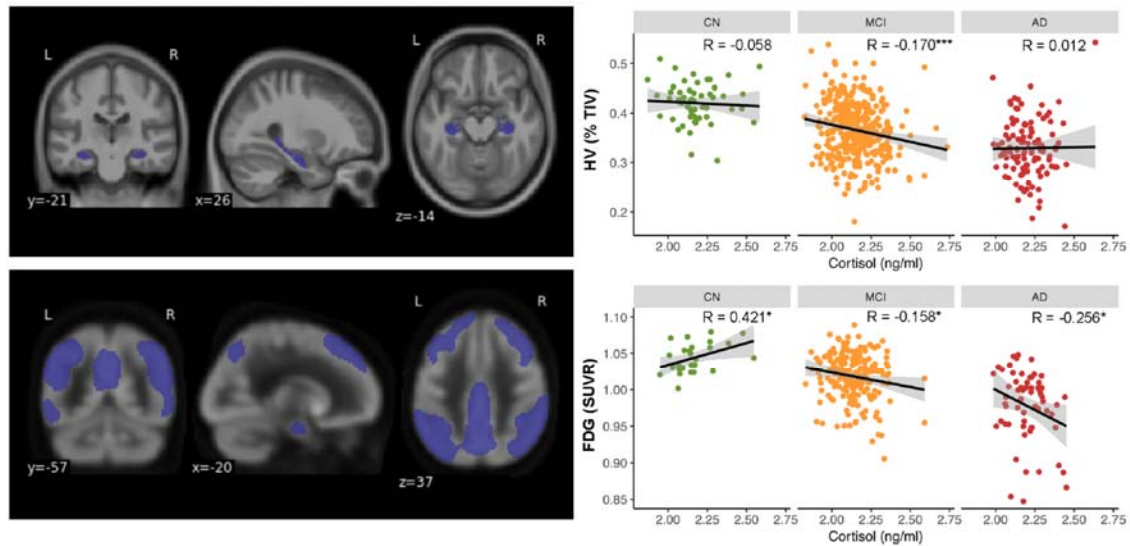 L R L R
y=-21 x=26 z=-14
CN MCI AD
R = -0.058 R = -0.170*** R = 0.012
HV (% TIV)
0.5
0.4
0.3
0.2
2.00 2.25 2.50 2.75 2.00 2.25 2.50 2.75 2.00 2.25 2.50 2.75
Cortisol (ng/ml)
L R L R
y=-57 x=-20 z=37
CN MCI AD
R = 0.421* R = -0.158* R = -0.256*
FDG (SUVR)
1.10
1.05
1.00
0.95
0.90
0.85
2.00 2.25 2.50 2.75 2.00 2.25 2.50 2.75 2.00 2.25 2.50 2.75
Cortisol (ng/ml)